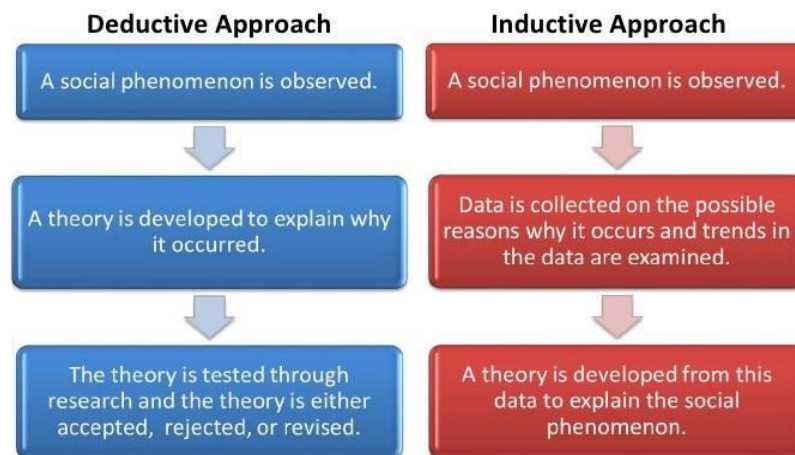 Deductive Approach
A social phenomenon is observed.
A theory is developed to explain why
it occurred.
The theory is tested through
research and the theory is either
accepted, rejected, or revised.
Inductive Approach
A social phenomenon is observed.
Data is collected on the possible
reasons why it occurs and trends in
the data are examined.
A theory is developed from this
data to explain the social
phenomenon.